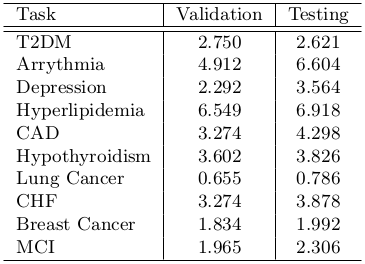 Task Validation Testing
T2DM 2.750 2.621
Arrythmia 4.912 6.604
Depression 2.292 3.564
Hyperlipidemia 6.549 6.918
CAD 3.274 4.298
Hypothyroidism 3.602 3.826
Lung Cancer 0.655 0.786
CHF 3.274 3.878
Breast Cancer 1.834 1.992
MCI 1.965 2.306